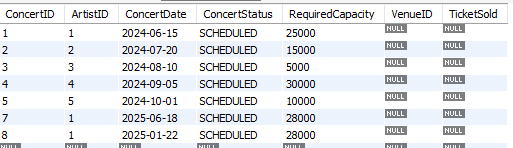 ConcertID ArtistID ConcertDate ConcertStatus RequiredCapacity VenueID TicketSold
1 1 2024-06-15 SCHEDULED 25000 NULL NULL
2 2 2024-07-20 SCHEDULED 15000 NULL NULL
3 3 2024-08-10 SCHEDULED 5000 NULL NULL
4 4 2024-09-05 SCHEDULED 30000 NULL NULL
5 5 2024-10-01 SCHEDULED 10000 NULL NULL
7 1 2025-06-18 SCHEDULED 28000 NULL NULL
8 1 2025-01-22 SCHEDULED 28000 NULL NULL
NULL NULL NULL NULL NULL NULL NULL